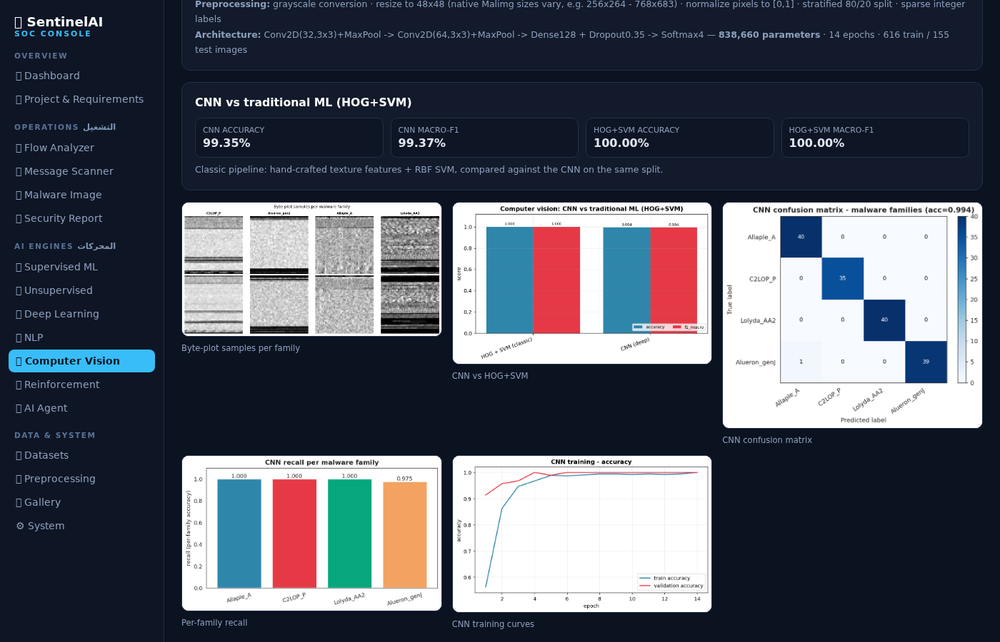 SentinelAI
SOC CONSOLE
OVERVIEW
Dashboard
Project & Requirements
OPERATIONS التشغيل
Flow Analyzer
Message Scanner
Malware Image
Security Report
AI ENGINES المحركات
Supervised ML
Unsupervised
Deep Learning
NLP
Computer Vision
Reinforcement
AI Agent
DATA & SYSTEM
Datasets
Preprocessing
Gallery
⚙ System
Preprocessing: grayscale conversion · resize to 48x48 (native Malimg sizes vary, e.g. 256x264 - 768x683) · normalize pixels to [0,1] · stratified 80/20 split · sparse integer
labels
Architecture: Conv2D(32,3x3)+MaxPool -> Conv2D(64,3x3)+MaxPool -> Dense128 + Dropout0.35 -> Softmax4 — 838,660 parameters · 14 epochs · 616 train / 155
test images
CNN vs traditional ML (HOG+SVM)
CNN ACCURACY
99.35%
CNN MACRO-F1
99.37%
HOG+SVM ACCURACY
100.00%
HOG+SVM MACRO-F1
100.00%
Classic pipeline: hand-crafted texture features + RBF SVM, compared against the CNN on the same split.
Byte-plot samples per malware family
C2LOP_P Alueron_genJ Allaple_A Lolyda_AA2
Byte-plot samples per family
Computer vision: CNN vs traditional ML (HOG+SVM)
1.000 1.000 0.994 0.994
1.0
0.8
0.6
0.4
0.2
0.0
score
accuracy f1_macro
HOG + SVM (classic) CNN (deep)
CNN vs HOG+SVM
CNN confusion matrix - malware families (acc=0.994)
True label
Allaple_A 40 0 0 0
C2LOP_P 0 35 0 0
Lolyda_AA2 0 0 40 0
Alueron_genJ 1 0 0 39
Allaple_A C2LOP_P Lolyda_AA2 Alueron_genJ
Predicted label
40
35
30
25
20
15
10
5
0
CNN confusion matrix
CNN recall per malware family
1.000 1.000 1.000 0.975
1.0
0.8
0.6
0.4
0.2
0.0
recall (per-family accuracy)
Allaple_A C2LOP_P Lolyda_AA2 Alueron_genJ
Per-family recall
CNN training - accuracy
1.0
0.9
0.8
0.7
0.6
accuracy
train accuracy
validation accuracy
2 4 6 8 10 12 14
epoch
CNN training curves